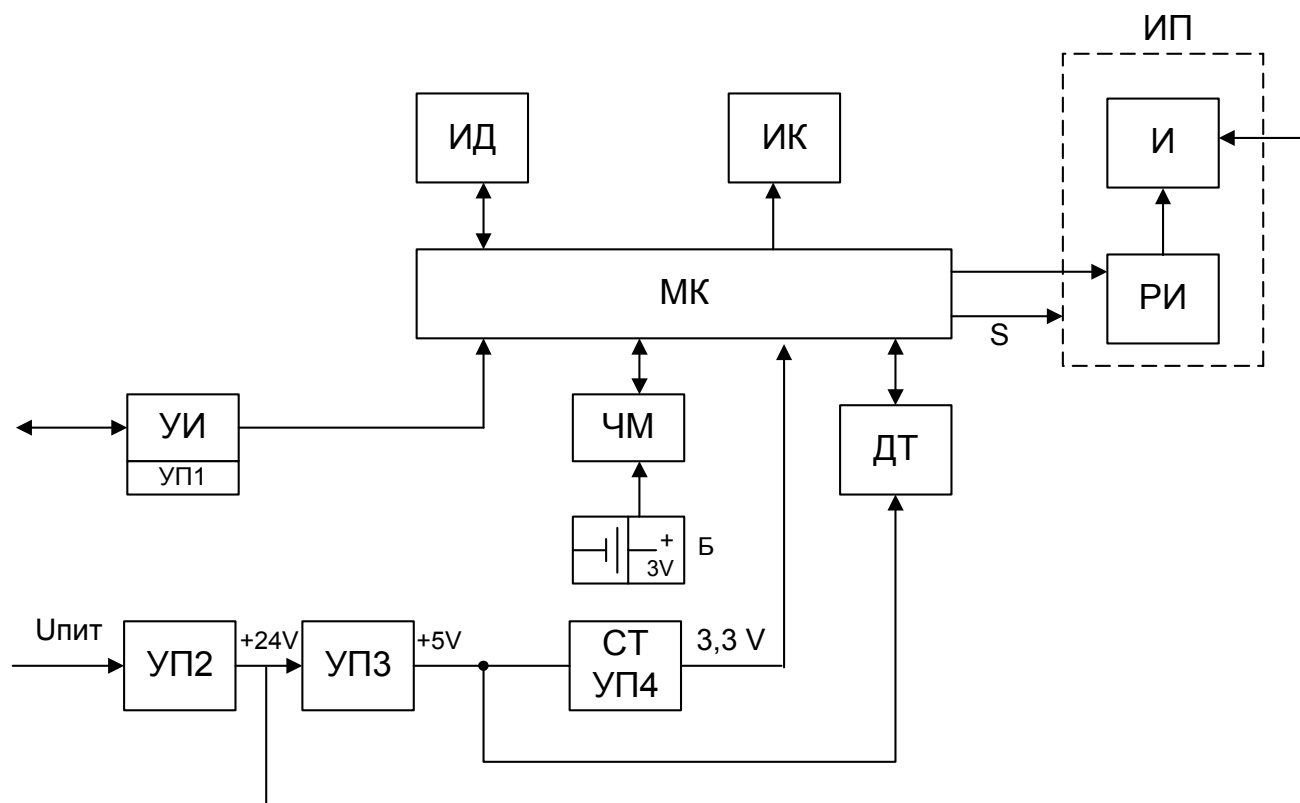 ИП
ИД
ИК
И
МК
РИ
S
УИ
УП1
ЧМ
ДТ
+
3V
Б
Uпит
УП2
+24V
УП3
+5V
СТ
УП4
3,3 V